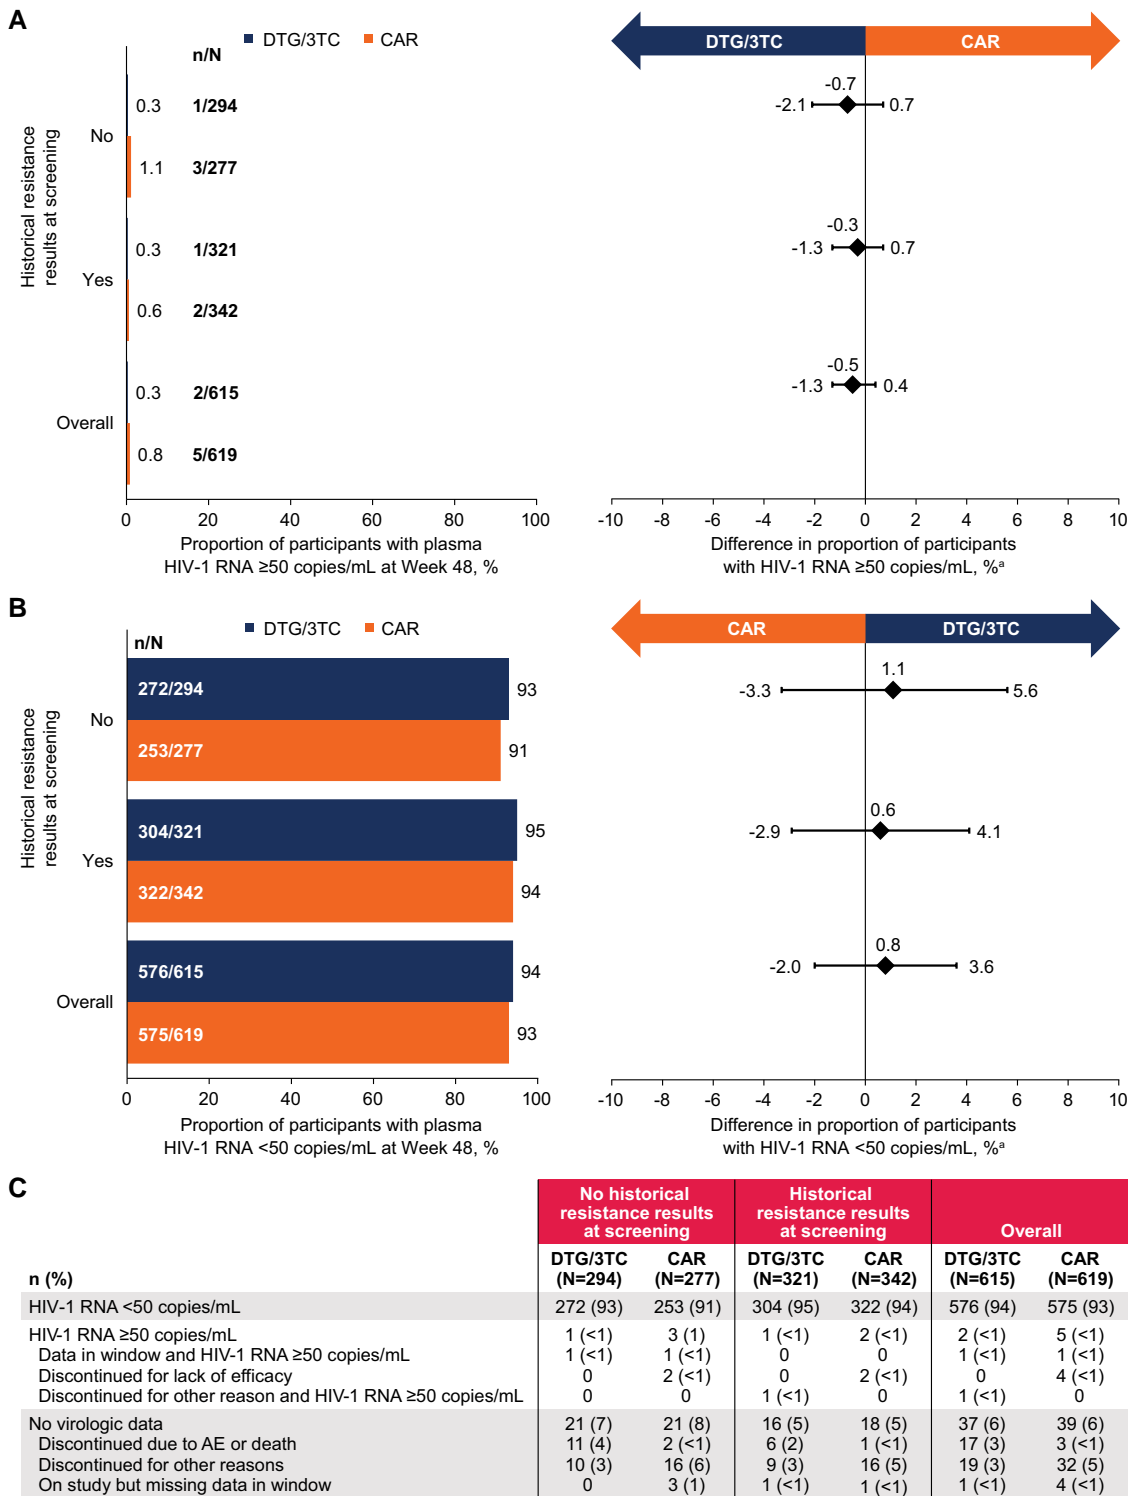 A
DTG/3TC CAR
n/N
DTG/3TC CAR
Historical resistance
results at screening
No
0.3 1/294
1.1 3/277
-0.7
-2.1 0.7
Yes
0.3 1/321
0.6 2/342
-0.3
-1.3 0.7
Overall
0.3 2/615
0.8 5/619
-0.5
-1.3 0.4
0 20 40 60 80 100
Proportion of participants with plasma
HIV-1 RNA ≥50 copies/mL at Week 48, %
-10 -8 -6 -4 -2 0 2 4 6 8 10
Difference in proportion of participants
with HIV-1 RNA ≥50 copies/mL, %ᵃ
B
DTG/3TC CAR
n/N
CAR DTG/3TC
Historical resistance
results at screening
No
272/294 93
253/277 91
1.1
-3.3 5.6
Yes
304/321 95
322/342 94
0.6
-2.9 4.1
Overall
576/615 94
575/619 93
0.8
-2.0 3.6
0 20 40 60 80 100
Proportion of participants with plasma
HIV-1 RNA <50 copies/mL at Week 48, %
-10 -8 -6 -4 -2 0 2 4 6 8 10
Difference in proportion of participants
with HIV-1 RNA <50 copies/mL, %ᵃ
C
No historical
resistance results
at screening
Historical
resistance results
at screening
Overall
n (%)
DTG/3TC
(N=294)
CAR
(N=277)
DTG/3TC
(N=321)
CAR
(N=342)
DTG/3TC
(N=615)
CAR
(N=619)
HIV-1 RNA <50 copies/mL 272 (93) 253 (91) 304 (95) 322 (94) 576 (94) 575 (93)
HIV-1 RNA ≥50 copies/mL 1 (<1) 3 (1) 1 (<1) 2 (<1) 2 (<1) 5 (<1)
Data in window and HIV-1 RNA ≥50 copies/mL 1 (<1) 1 (<1) 0 0 1 (<1) 1 (<1)
Discontinued for lack of efficacy 0 2 (<1) 0 2 (<1) 0 4 (<1)
Discontinued for other reason and HIV-1 RNA ≥50 copies/mL 0 0 1 (<1) 0 1 (<1) 0
No virologic data 21 (7) 21 (8) 16 (5) 18 (5) 37 (6) 39 (6)
Discontinued due to AE or death 11 (4) 2 (<1) 6 (2) 1 (<1) 17 (3) 3 (<1)
Discontinued for other reasons 10 (3) 16 (6) 9 (3) 16 (5) 19 (3) 32 (5)
On study but missing data in window 0 3 (1) 1 (<1) 1 (<1) 1 (<1) 4 (<1)